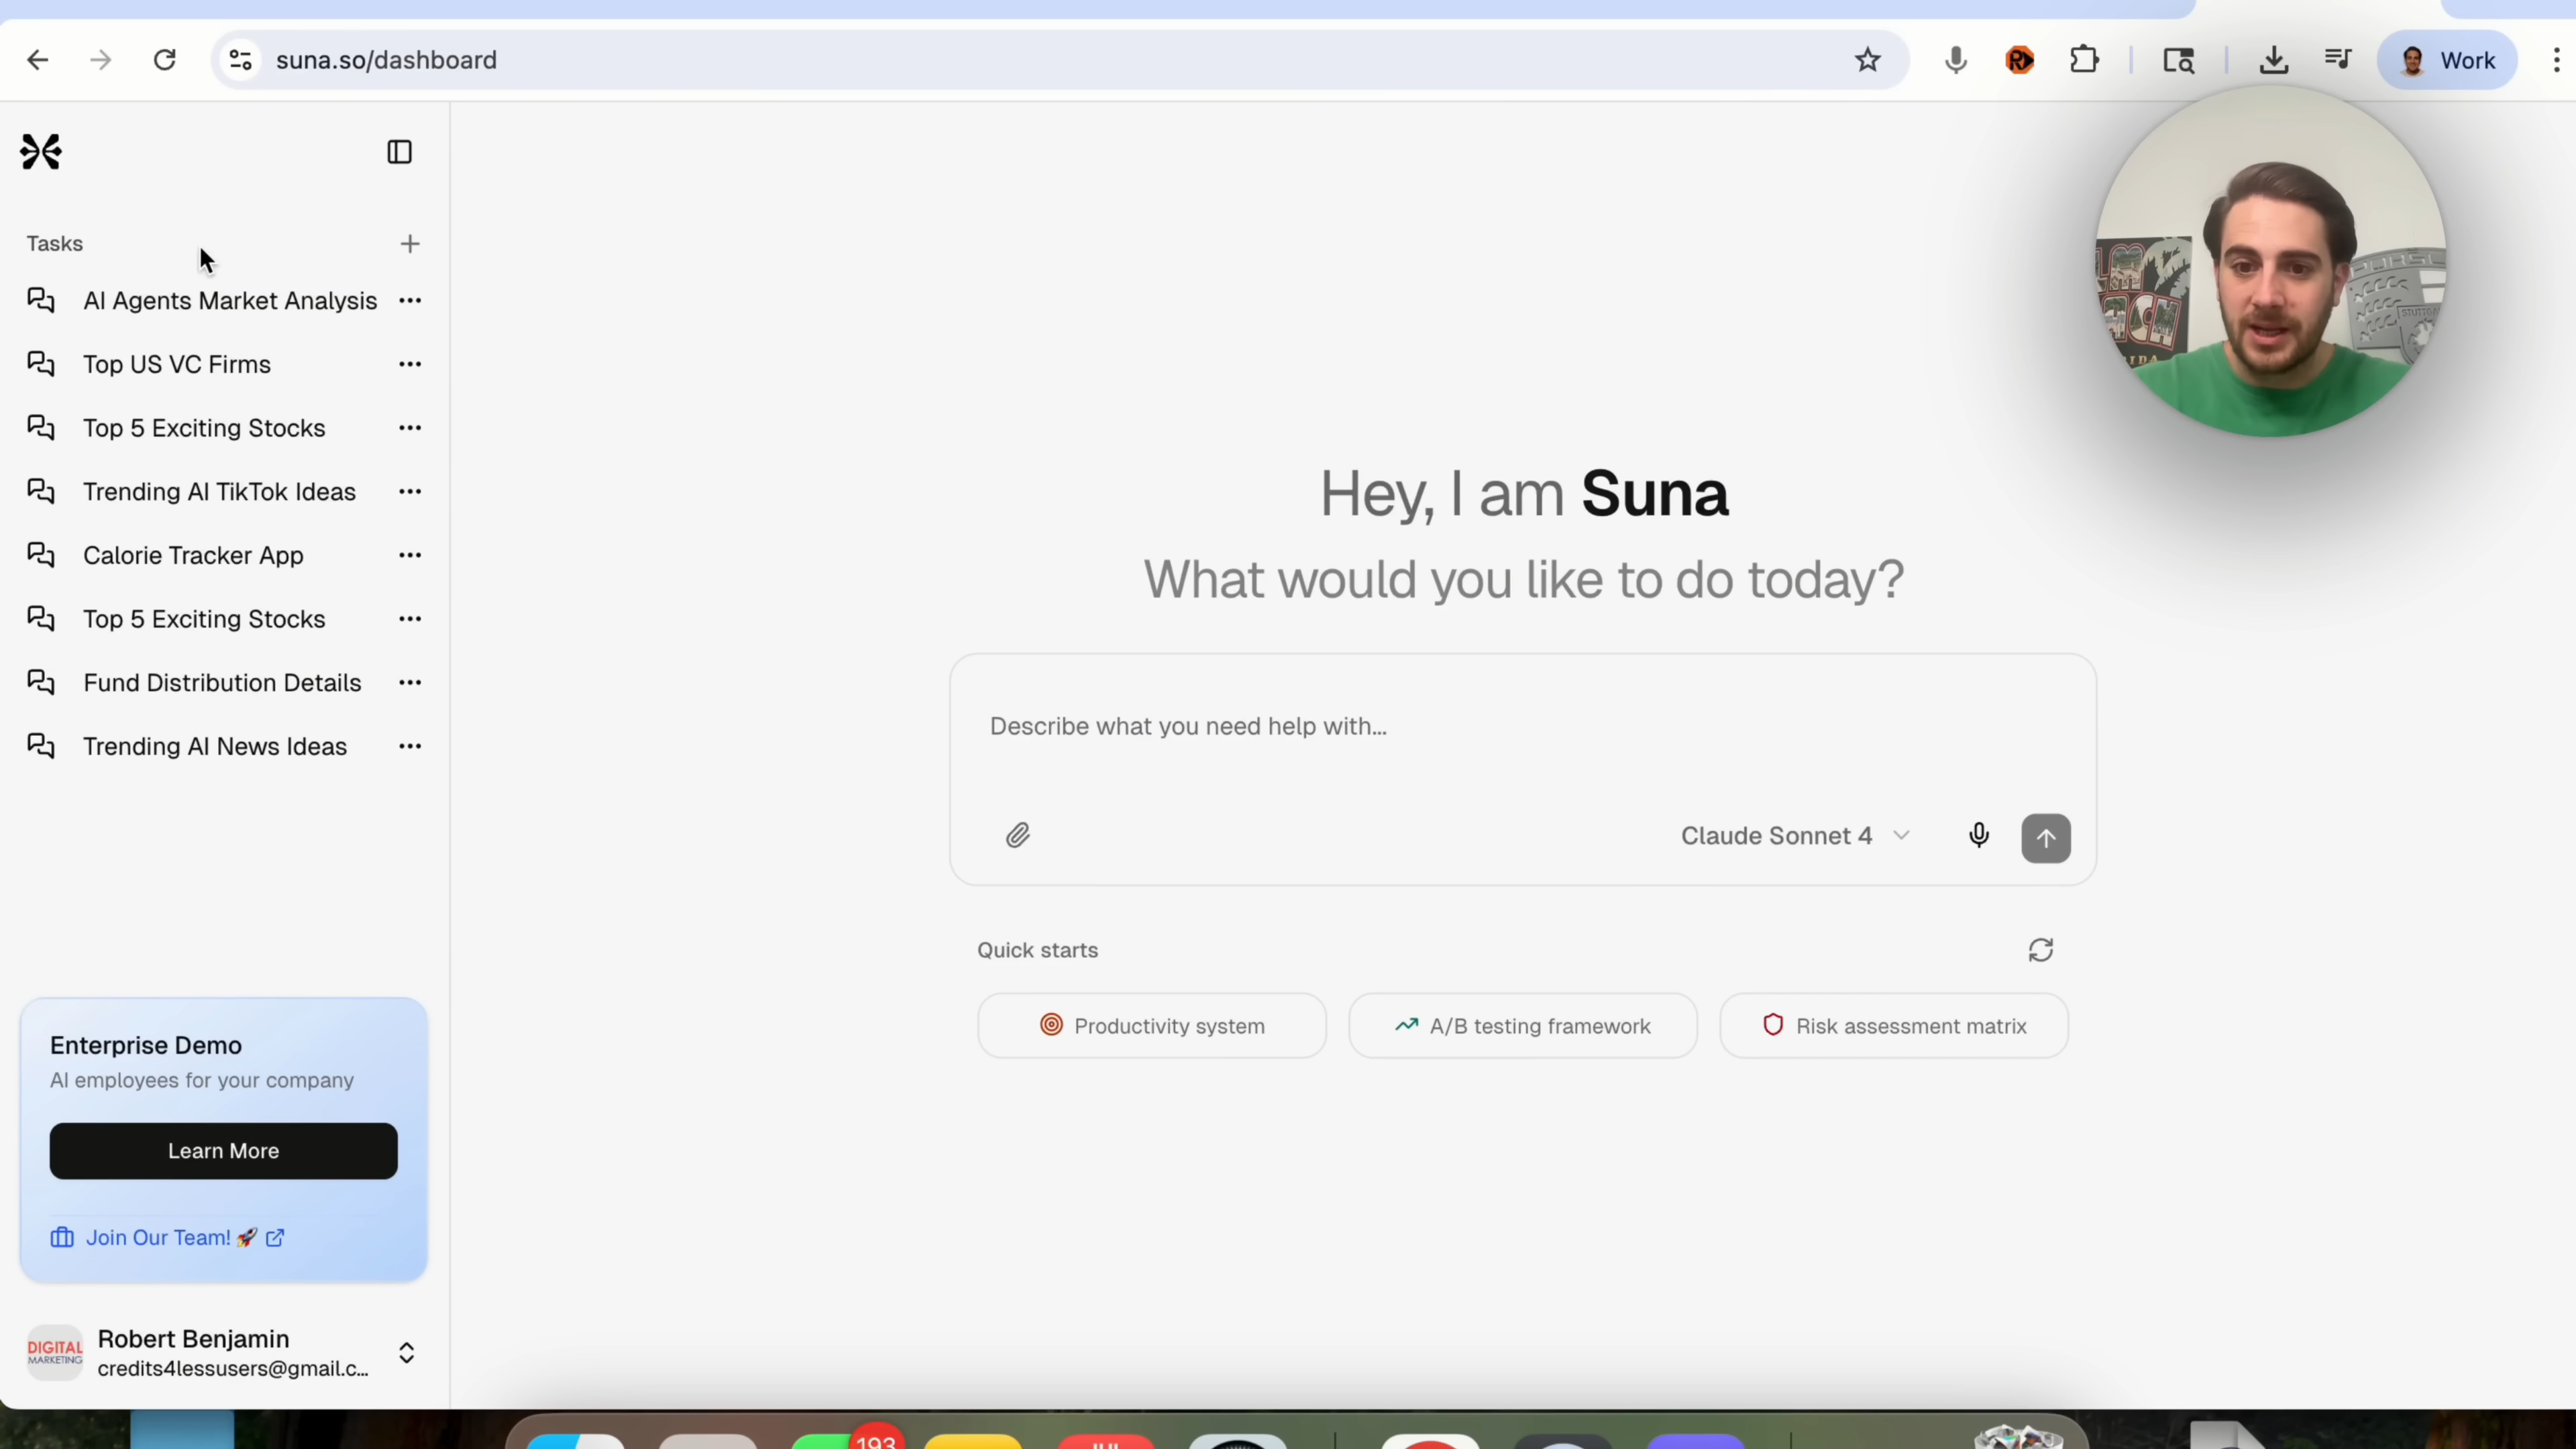 suna.so/dashboard
Work
Tasks
AI Agents Market Analysis
Top US VC Firms
Top 5 Exciting Stocks
Trending AI TikTok Ideas
Calorie Tracker App
Top 5 Exciting Stocks
Fund Distribution Details
Trending AI News Ideas
Enterprise Demo
AI employees for your company
Learn More
Join Our Team! 🚀
DIGITAL
MARKETING
Robert Benjamin
credits4lessusers@gmail.c...
Hey, I am Suna
What would you like to do today?
Describe what you need help with...
Claude Sonnet 4
Quick starts
Productivity system
A/B testing framework
Risk assessment matrix
193